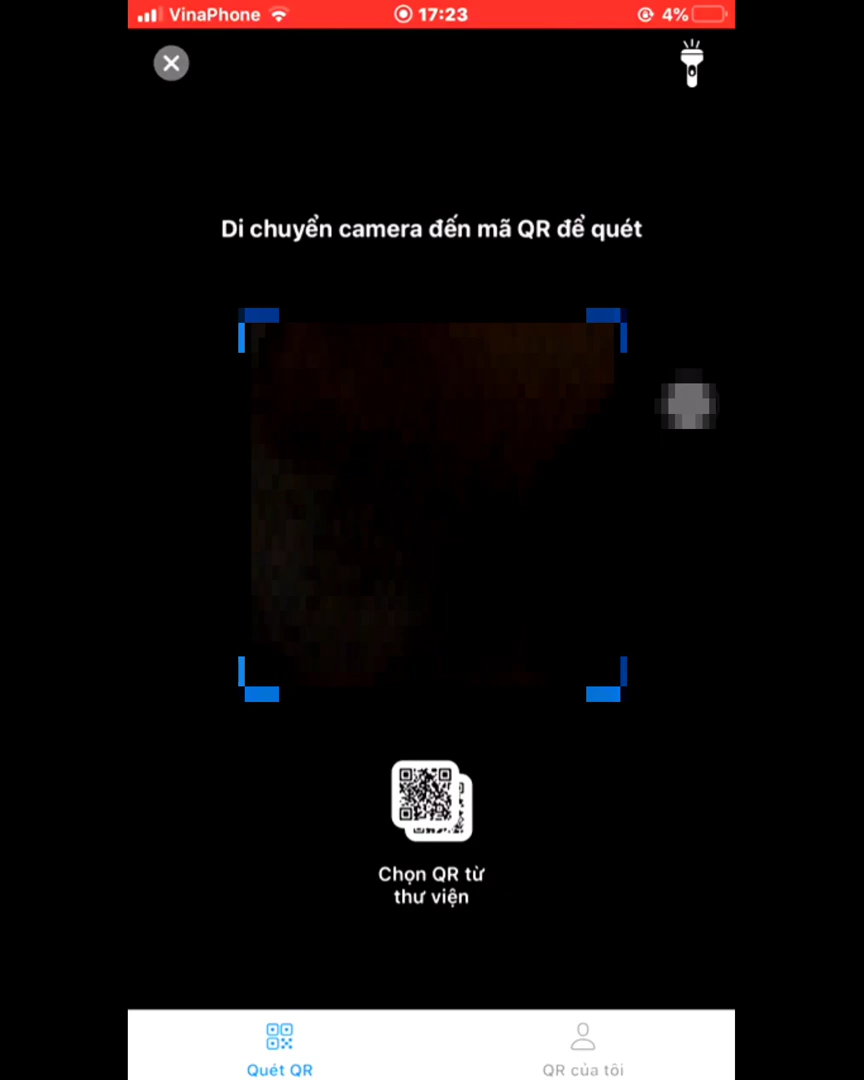 VinaPhone 17:23 4%
Di chuyển camera đến mã QR để quét
Chọn QR từ
thư viện
Quét QR QR của tôi